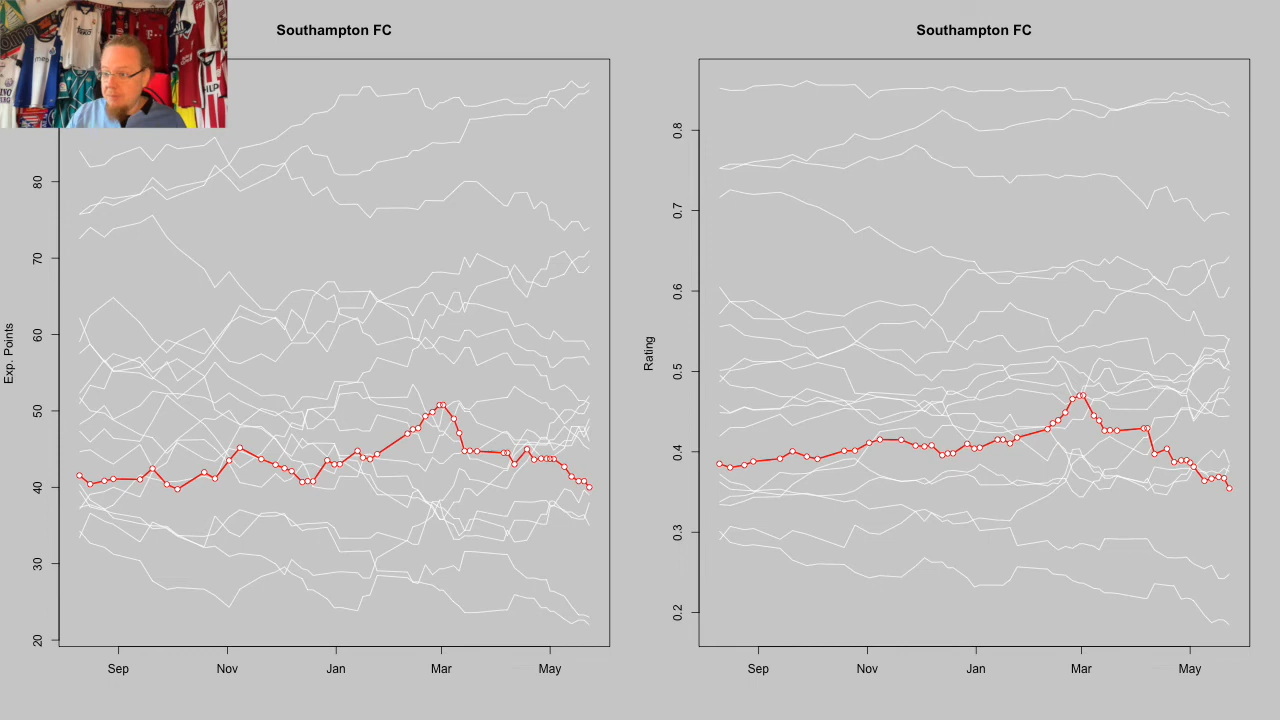 Southampton FC
Southampton FC
Exp. Points
80
70
60
50
40
30
20
Sep
Nov
Jan
Mar
May
Rating
0.8
0.7
0.6
0.5
0.4
0.3
0.2
Sep
Nov
Jan
Mar
May